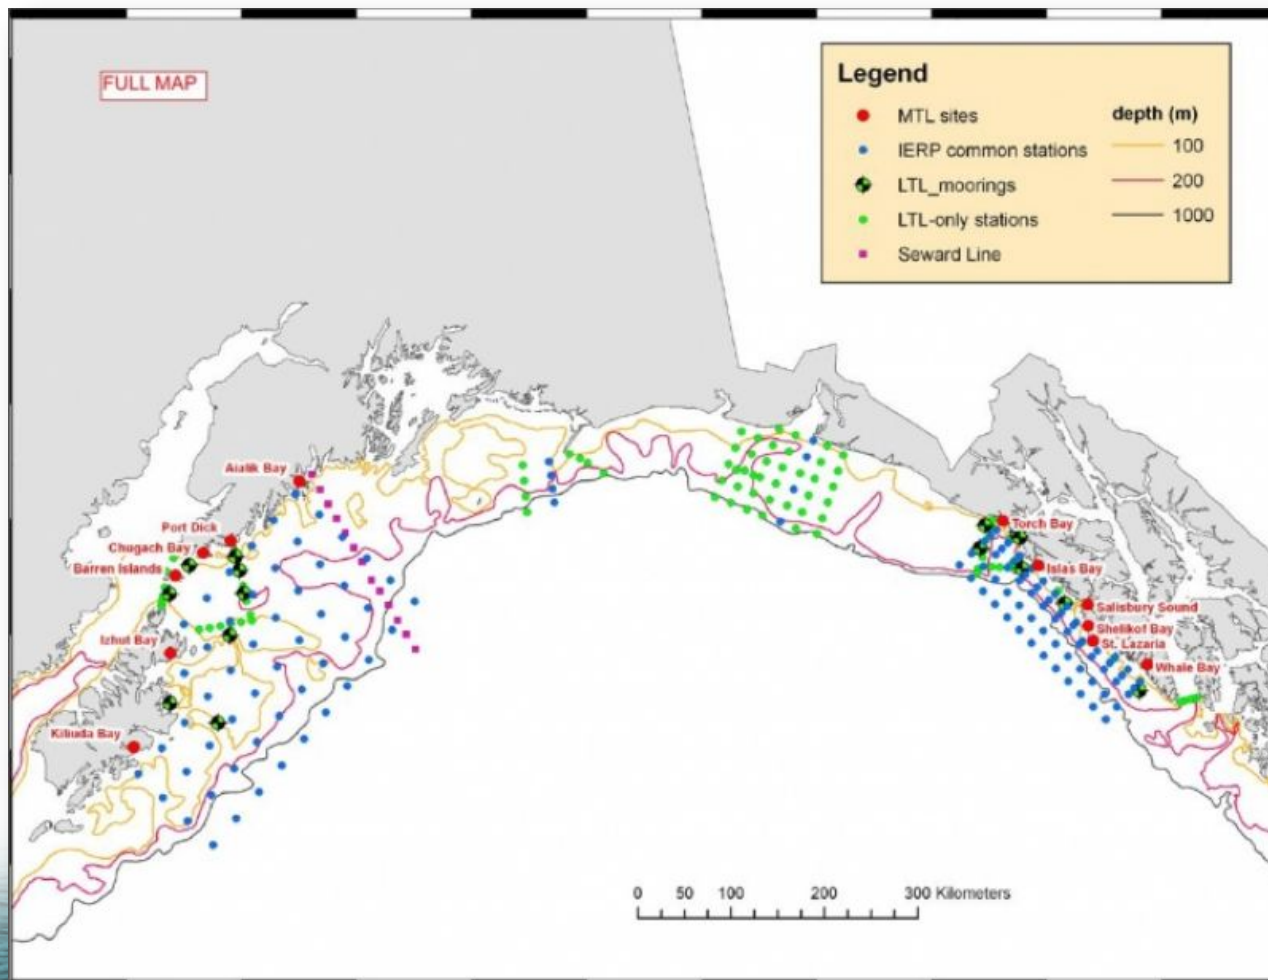 FULL MAP
Legend
MTL sites
IERP common stations
LTL_moorings
LTL-only stations
Seward Line
depth (m)
100
200
1000
Aialik Bay
Port Dick
Chugach Bay
Barren Islands
Izhut Bay
Kiliuda Bay
Torch Bay
Islas Bay
Salisbury Sound
Shelikof Bay
St. Lazaria
Whale Bay
0 50 100 200 300 Kilometers